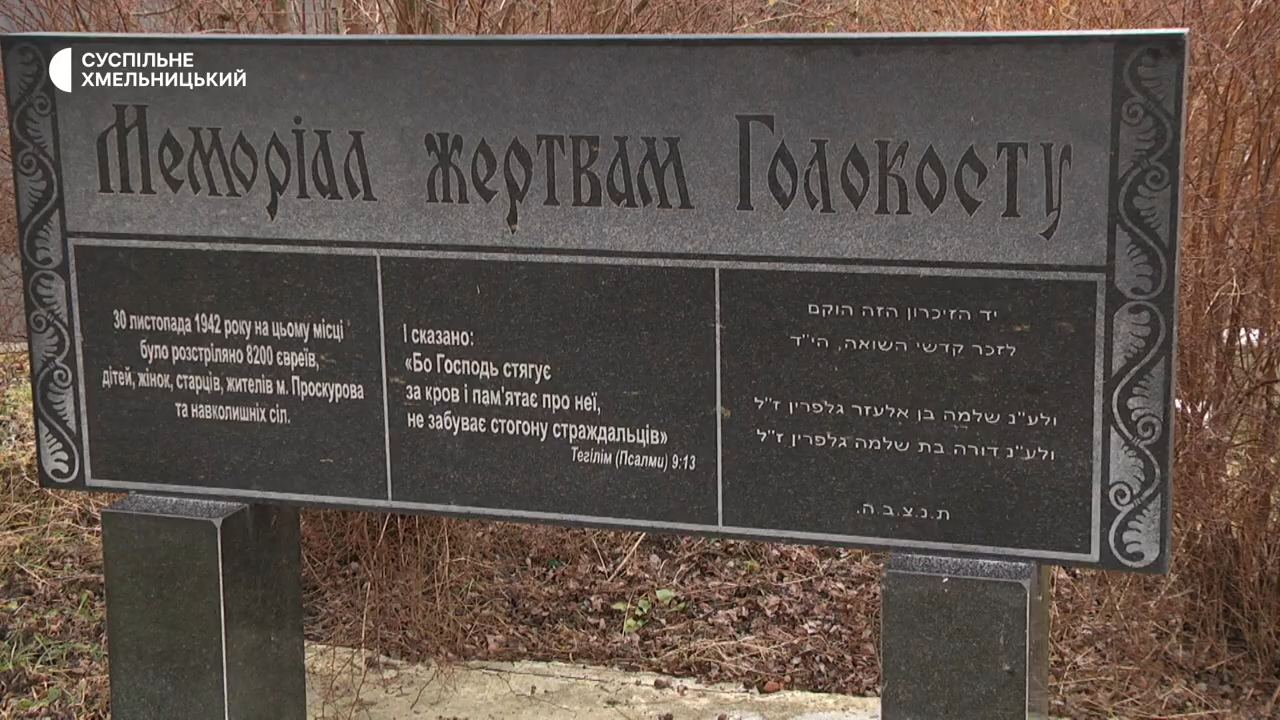 СУСПІЛЬНЕ
ХМЕЛЬНИЦЬКИЙ
Меморіал жертвам Голокосту
30 листопада 1942 року на цьому місці
було розстріляно 8200 євреїв,
дітей, жінок, старців, жителів м. Проскурова
та навколишніх сіл.
І сказано:
«Бо Господь стягує
за кров і пам'ятає про неї,
не забуває стогону страждальців»
Тегілім (Псалми) 9:13
יד הזיכרון הזה הוקם
לזכר קדשי השואה, הי"ד
ולע"נ שלמה בן אלעזר גלפרין ז"ל
ולע"נ דורה בת שלמה גלפרין ז"ל
ת.נ.צ.ב.ה.